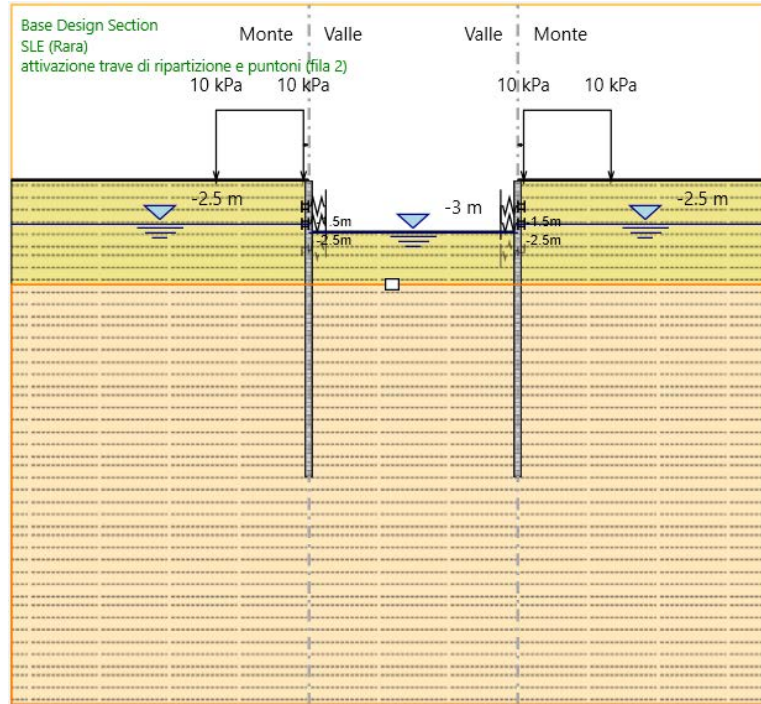 Base Design Section
SLE (Rara)
attivazione trave di ripartizione e puntoni (fila 2)
Monte Valle Valle Monte
10 kPa 10 kPa 10 kPa 10 kPa
-2.5 m -3 m -2.5 m
.5m -1.5m
-2.5m -2.5m